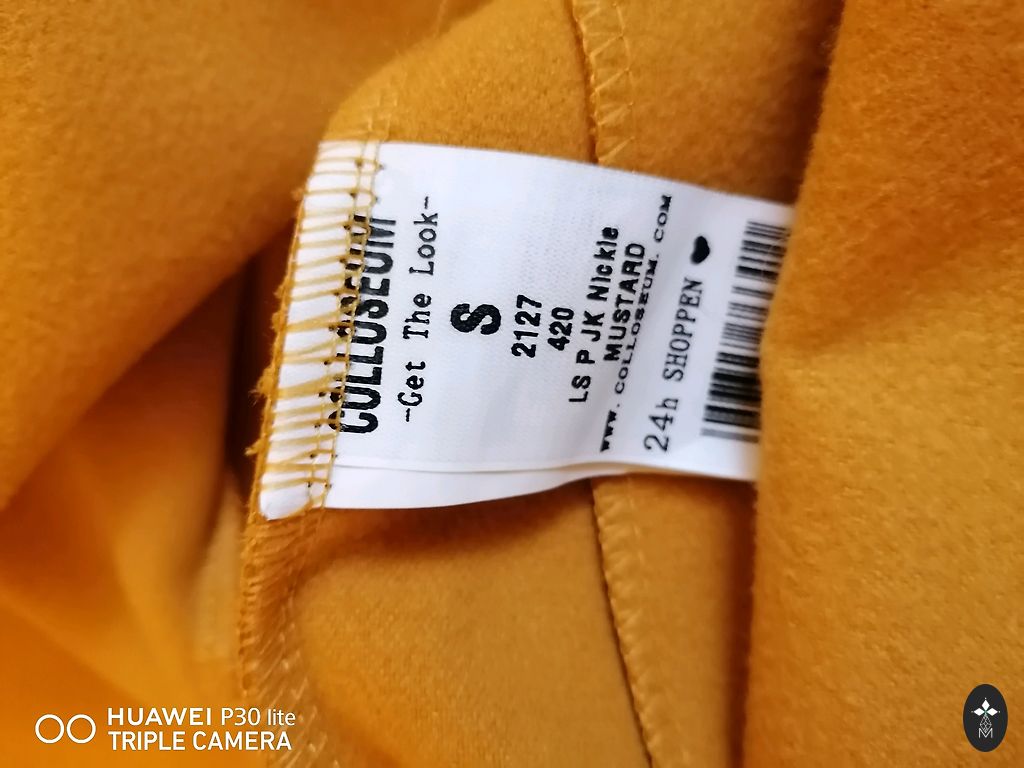 COLLOSEUM
-Get The Look-
S
2127
420
LS P JK Nickie
MUSTARD
www.COLLOSEUM.COM
24h SHOPPEN
HUAWEI P30 lite
TRIPLE CAMERA
M